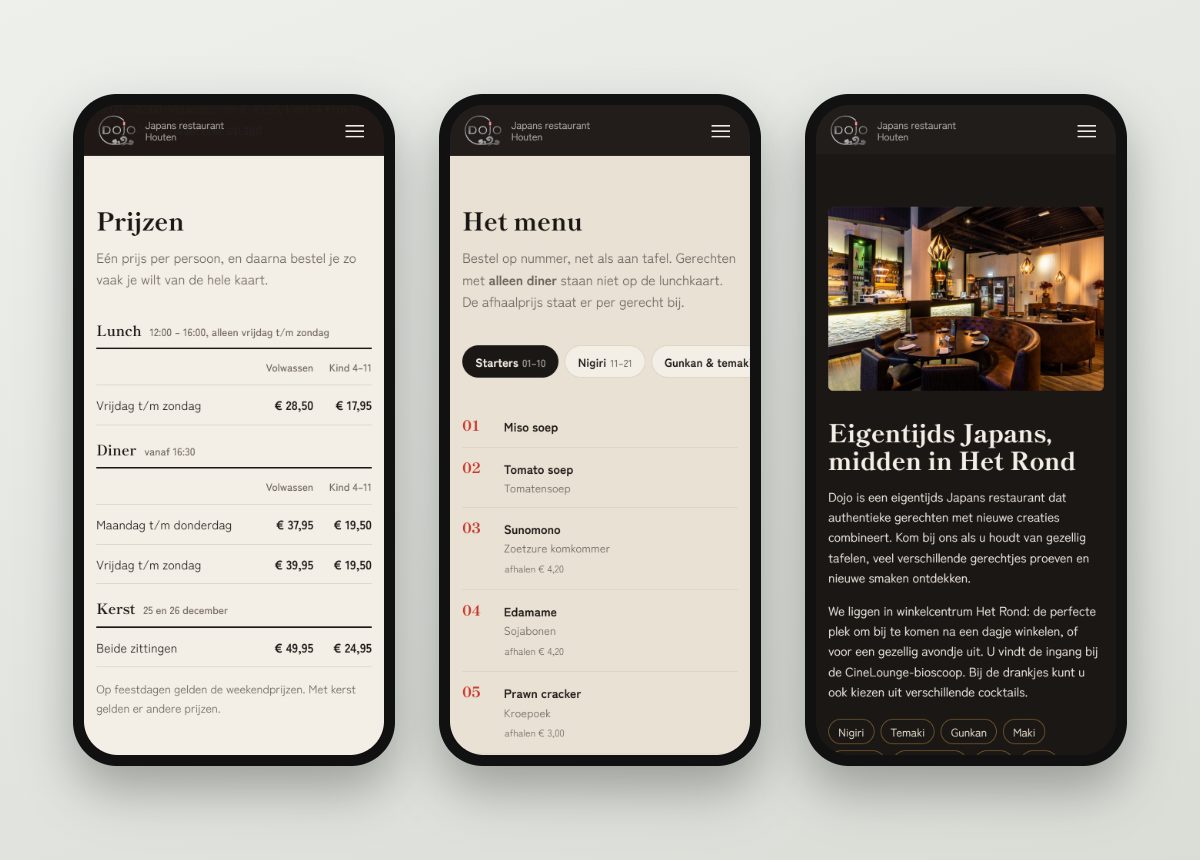 DOJO
Japans restaurant
Houten
Prijzen
Eén prijs per persoon, en daarna bestel je zo
vaak je wilt van de hele kaart.
Lunch 12:00 – 16:00, alleen vrijdag t/m zondag
Volwassen Kind 4–11
Vrijdag t/m zondag € 28,50 € 17,95
Diner vanaf 16:30
Volwassen Kind 4–11
Maandag t/m donderdag € 37,95 € 19,50
Vrijdag t/m zondag € 39,95 € 19,50
Kerst 25 en 26 december
Beide zittingen € 49,95 € 24,95
Op feestdagen gelden de weekendprijzen. Met kerst
gelden er andere prijzen.
DOJO
Japans restaurant
Houten
Het menu
Bestel op nummer, net als aan tafel. Gerechten
met alleen diner staan niet op de lunchkaart.
De afhaalprijs staat er per gerecht bij.
Starters 01–10 Nigiri 11–21 Gunkan & temaki
01 Miso soep
02 Tomato soep
Tomatensoep
03 Sunomono
Zoetzure komkommer
afhalen € 4,20
04 Edamame
Sojabonen
afhalen € 4,20
05 Prawn cracker
Kroepoek
afhalen € 3,00
DOJO
Japans restaurant
Houten
Eigentijds Japans,
midden in Het Rond
Dojo is een eigentijds Japans restaurant dat
authentieke gerechten met nieuwe creaties
combineert. Kom bij ons als u houdt van gezellig
tafelen, veel verschillende gerechtjes proeven en
nieuwe smaken ontdekken.
We liggen in winkelcentrum Het Rond: de perfecte
plek om bij te komen na een dagje winkelen, of
voor een gezellig avondje uit. U vindt de ingang bij
de CineLounge-bioscoop. Bij de drankjes kunt u
ook kiezen uit verschillende cocktails.
Nigiri Temaki Gunkan Maki